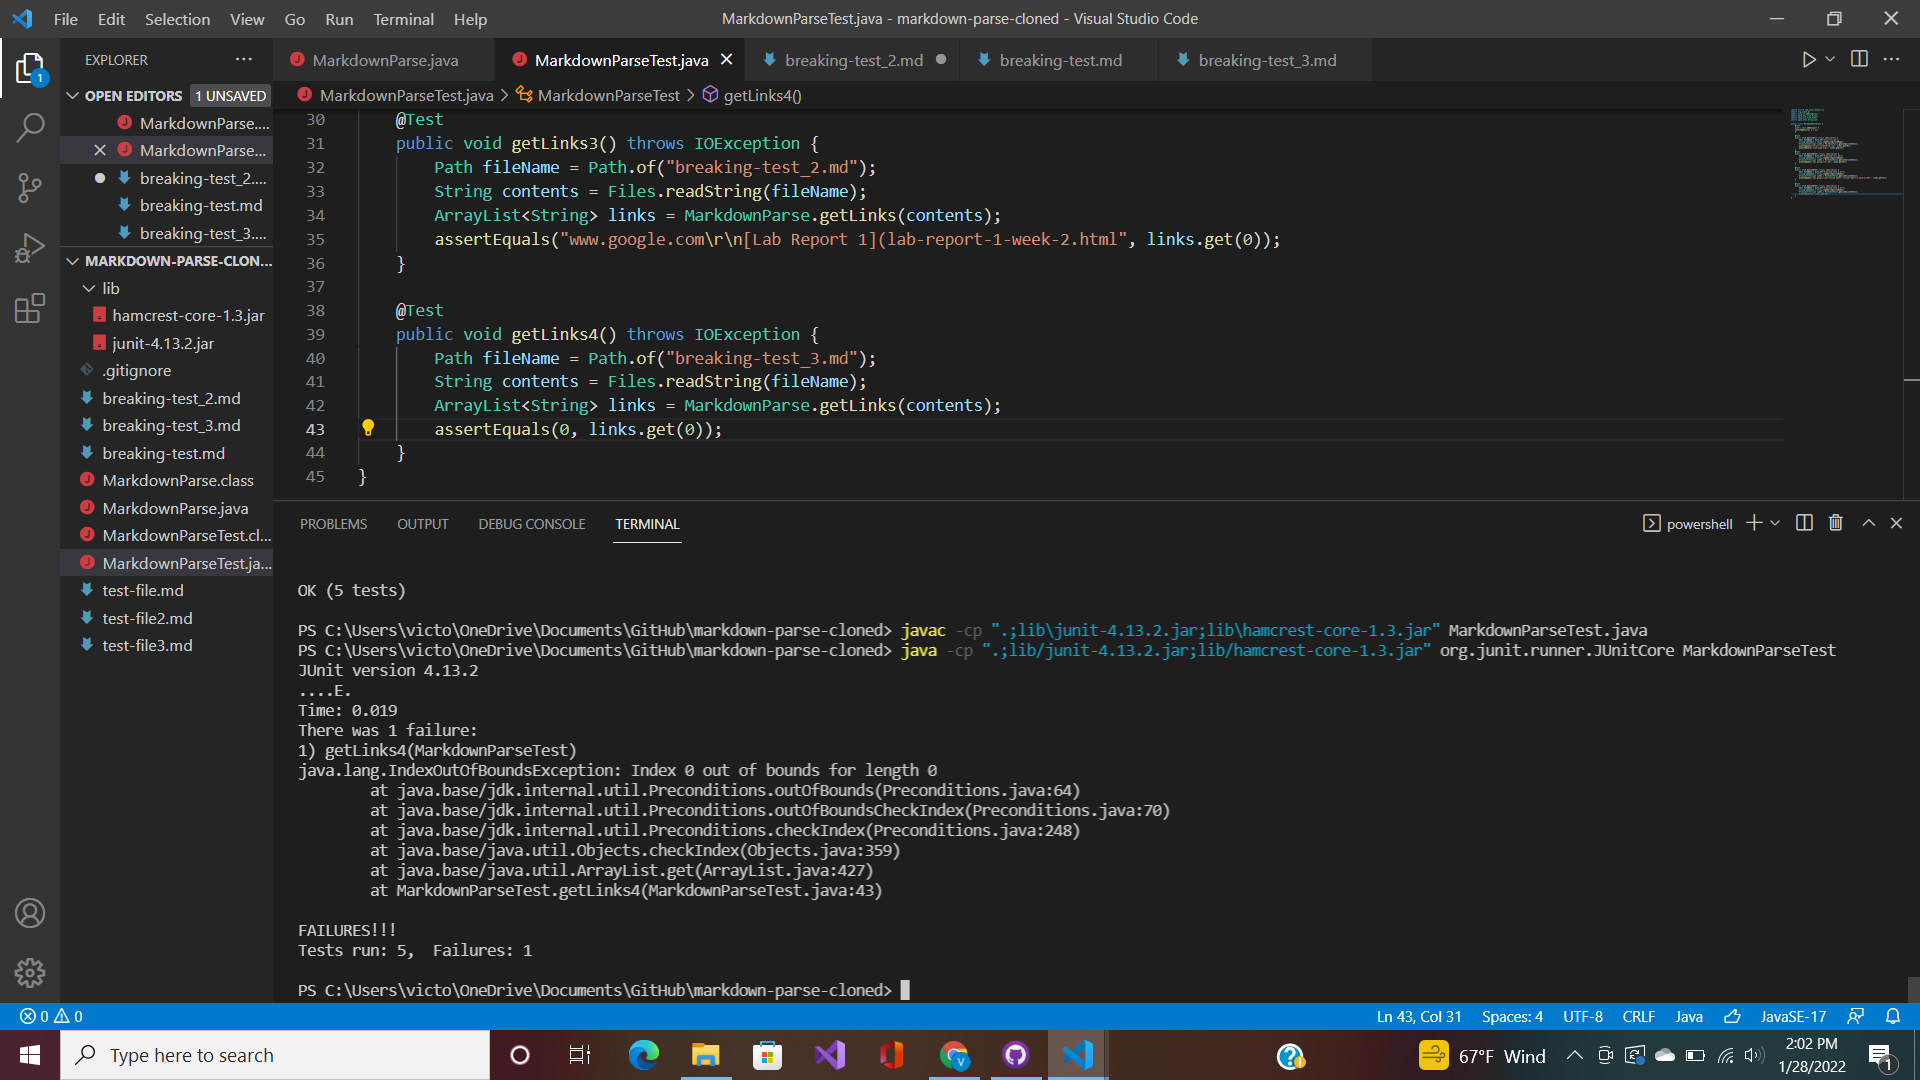 File Edit Selection View Go Run Terminal Help
MarkdownParseTest.java - markdown-parse-cloned - Visual Studio Code
EXPLORER
MarkdownParse.java
MarkdownParseTest.java
breaking-test_2.md
breaking-test.md
breaking-test_3.md
1
OPEN EDITORS 1 UNSAVED
MarkdownParse....
MarkdownParse...
breaking-test_2....
breaking-test.md
breaking-test_3....
MARKDOWN-PARSE-CLON...
lib
hamcrest-core-1.3.jar
junit-4.13.2.jar
.gitignore
breaking-test_2.md
breaking-test_3.md
breaking-test.md
MarkdownParse.class
MarkdownParse.java
MarkdownParseTest.cl...
MarkdownParseTest.ja...
test-file.md
test-file2.md
test-file3.md
MarkdownParseTest.java > MarkdownParseTest > getLinks4()
30 @Test
31 public void getLinks3() throws IOException {
32 Path fileName = Path.of("breaking-test_2.md");
33 String contents = Files.readString(fileName);
34 ArrayList<String> links = MarkdownParse.getLinks(contents);
35 assertEquals("www.google.com\r\n[Lab Report 1](lab-report-1-week-2.html", links.get(0));
36 }
37
38 @Test
39 public void getLinks4() throws IOException {
40 Path fileName = Path.of("breaking-test_3.md");
41 String contents = Files.readString(fileName);
42 ArrayList<String> links = MarkdownParse.getLinks(contents);
43 assertEquals(0, links.get(0));
44 }
45 }
PROBLEMS OUTPUT DEBUG CONSOLE TERMINAL
powershell
OK (5 tests)
PS C:\Users\victo\OneDrive\Documents\GitHub\markdown-parse-cloned> javac -cp ".;lib\junit-4.13.2.jar;lib\hamcrest-core-1.3.jar" MarkdownParseTest.java
PS C:\Users\victo\OneDrive\Documents\GitHub\markdown-parse-cloned> java -cp ".;lib/junit-4.13.2.jar;lib/hamcrest-core-1.3.jar" org.junit.runner.JUnitCore MarkdownParseTest
JUnit version 4.13.2
....E.
Time: 0.019
There was 1 failure:
1) getLinks4(MarkdownParseTest)
java.lang.IndexOutOfBoundsException: Index 0 out of bounds for length 0
at java.base/jdk.internal.util.Preconditions.outOfBounds(Preconditions.java:64)
at java.base/jdk.internal.util.Preconditions.outOfBoundsCheckIndex(Preconditions.java:70)
at java.base/jdk.internal.util.Preconditions.checkIndex(Preconditions.java:248)
at java.base/java.util.Objects.checkIndex(Objects.java:359)
at java.base/java.util.ArrayList.get(ArrayList.java:427)
at MarkdownParseTest.getLinks4(MarkdownParseTest.java:43)
FAILURES!!!
Tests run: 5,  Failures: 1
PS C:\Users\victo\OneDrive\Documents\GitHub\markdown-parse-cloned>
0 0
Ln 43, Col 31 Spaces: 4 UTF-8 CRLF Java JavaSE-17
Type here to search
67°F Wind
2:02 PM
1/28/2022
1